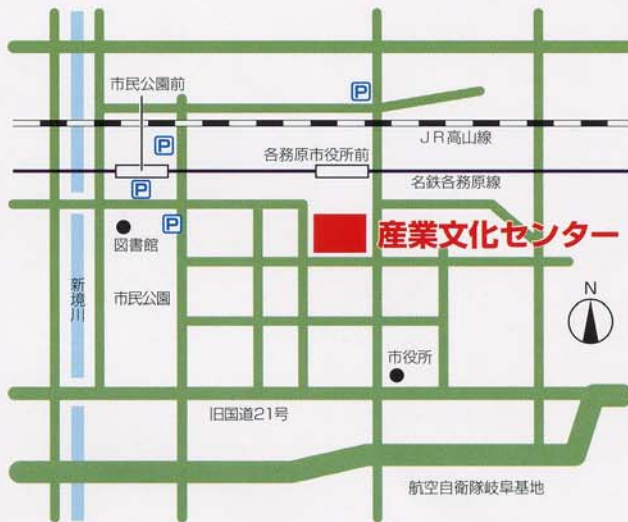 P
市民公園前
JR高山線
P
各務原市役所前
名鉄各務原線
P
P
図書館
産業文化センター
新境川
市民公園
N
市役所
旧国道21号
航空自衛隊岐阜基地